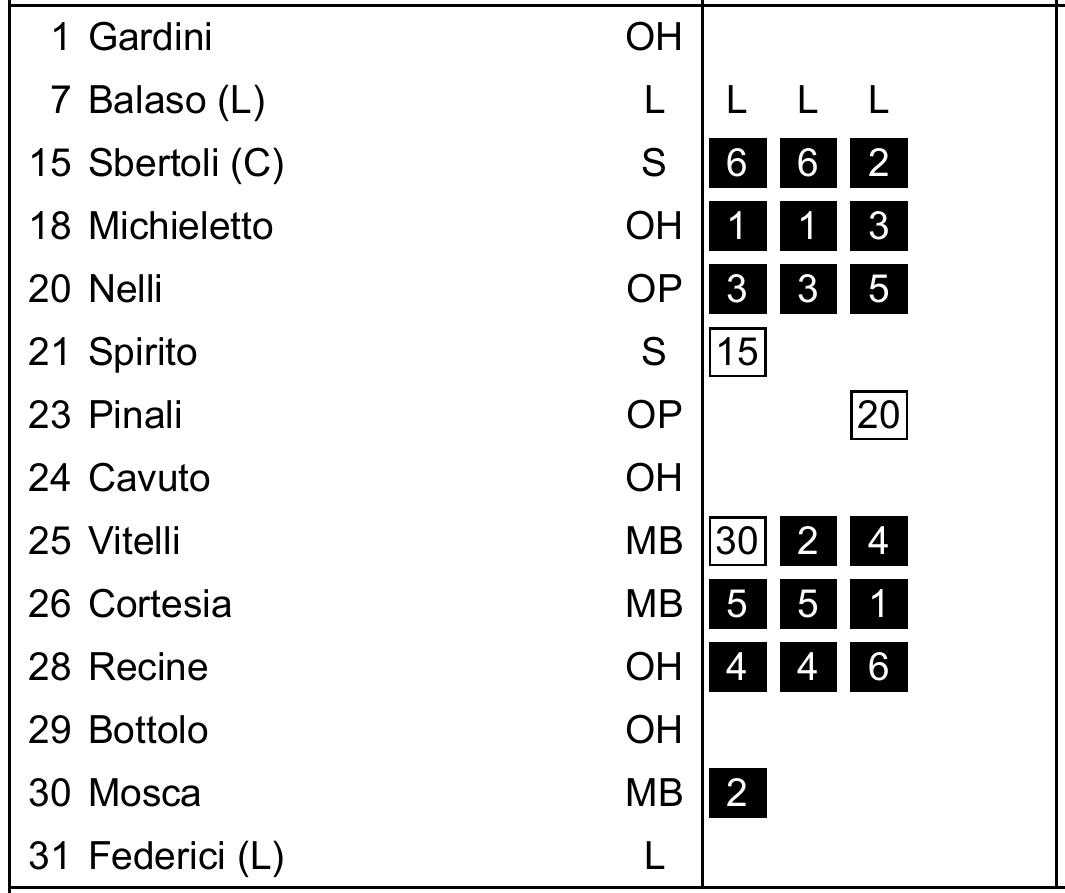 1 Gardini OH
7 Balaso (L) L L L L
15 Sbertoli (C) S 6 6 2
18 Michieletto OH 1 1 3
20 Nelli OP 3 3 5
21 Spirito S 15
23 Pinali OP 20
24 Cavuto OH
25 Vitelli MB 30 2 4
26 Cortesia MB 5 5 1
28 Recine OH 4 4 6
29 Bottolo OH
30 Mosca MB 2
31 Federici (L) L